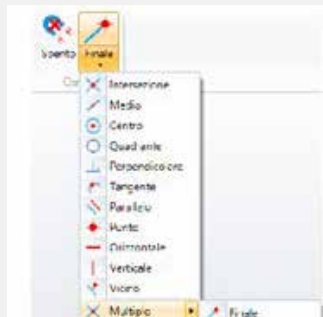 Spento Finale
Intersezione
Medio
Centro
Quadrante
Perpendicolare
Tangente
Parallelo
Punto
Orizzontale
Verticale
Vicino
Multiplo Finale